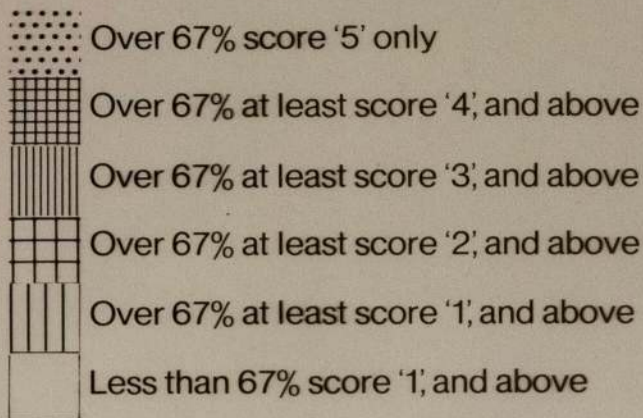 Over 67% score ‘5’ only
Over 67% at least score ‘4’, and above
Over 67% at least score ‘3’, and above
Over 67% at least score ‘2’, and above
Over 67% at least score ‘1’, and above
Less than 67% score ‘1’, and above